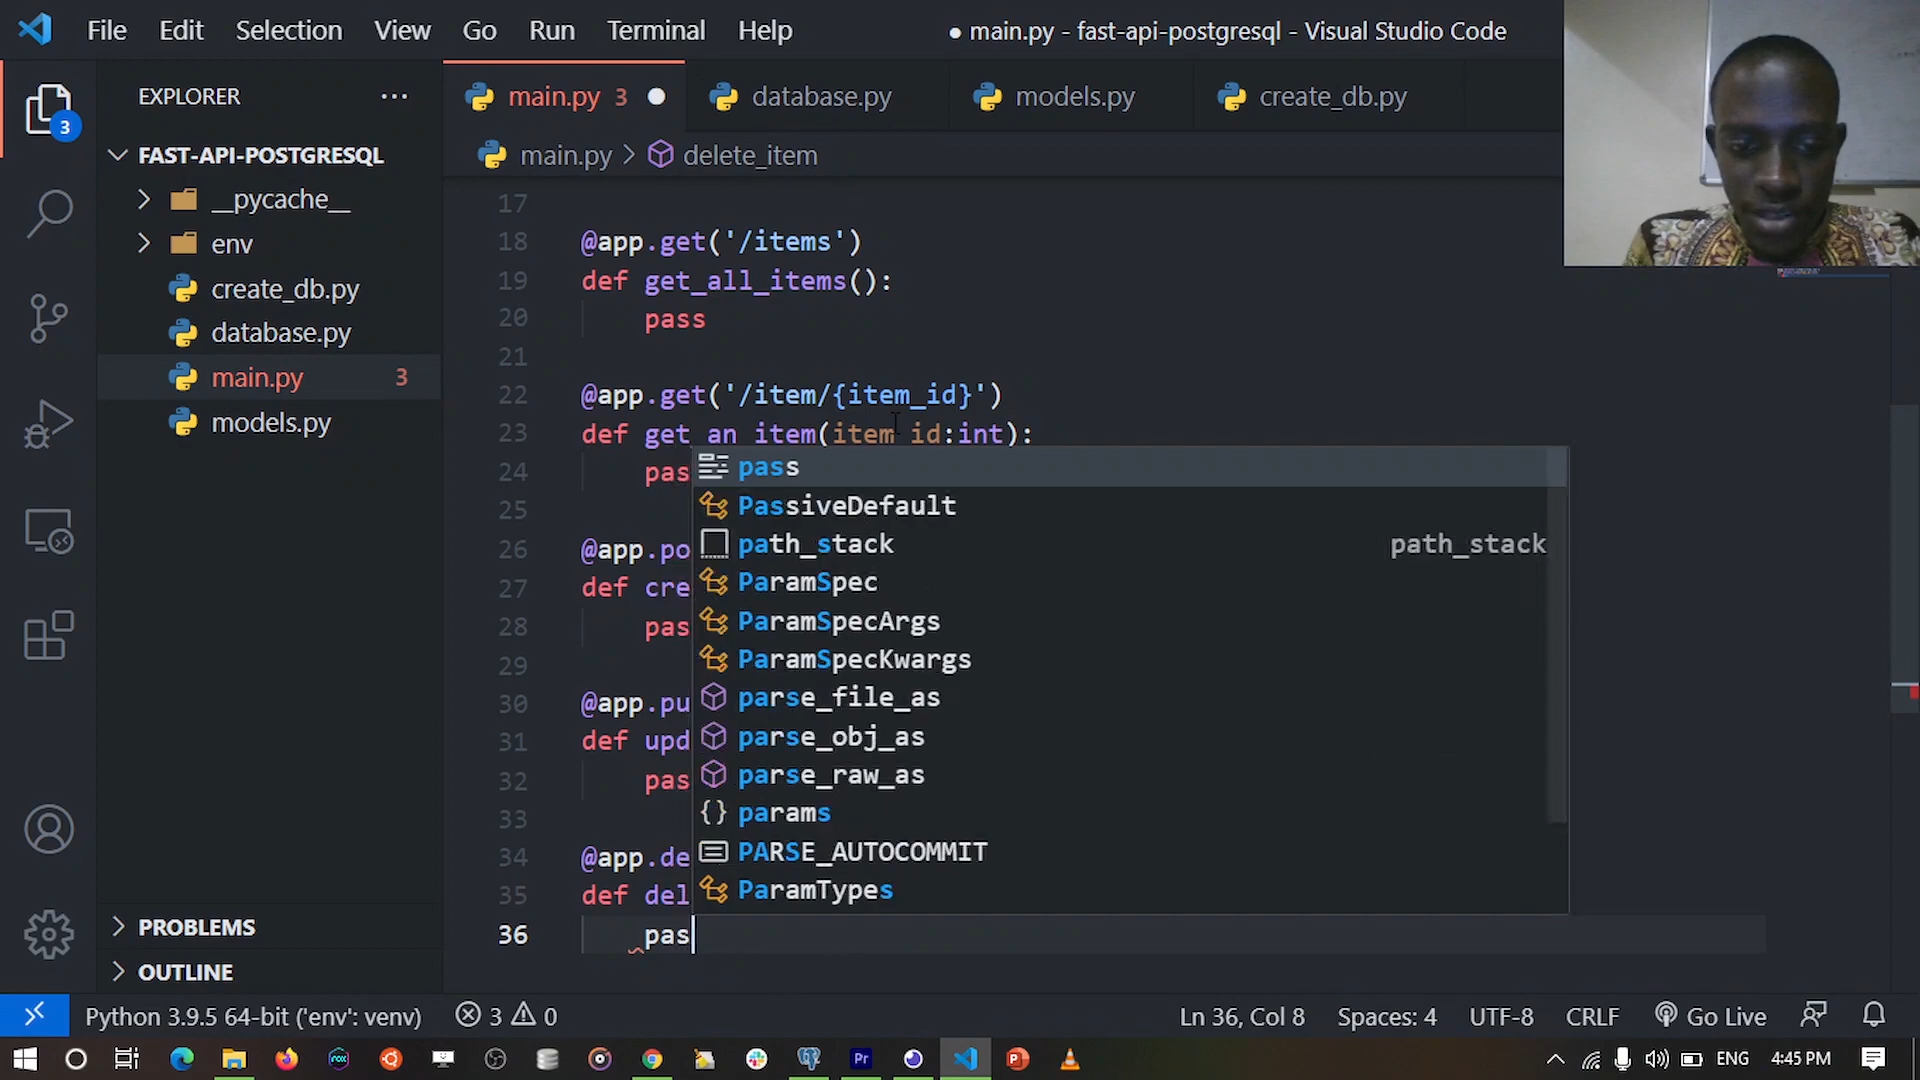 File Edit Selection View Go Run Terminal Help
● main.py - fast-api-postgresql - Visual Studio Code
EXPLORER ···
main.py 3 database.py models.py create_db.py
main.py > delete_item
3
FAST-API-POSTGRESQL
__pycache__
env
create_db.py
database.py
main.py 3
models.py
PROBLEMS
OUTLINE
17
18 @app.get('/items')
19 def get_all_items():
20 pass
21
22 @app.get('/item/{item_id}')
23 def get_an_item(item_id:int):
24 pas
25
26 @app.po
27 def cre
28 pas
29
30 @app.pu
31 def upd
32 pas
33
34 @app.de
35 def del
36 pas
pass
PassiveDefault
path_stack path_stack
ParamSpec
ParamSpecArgs
ParamSpecKwargs
parse_file_as
parse_obj_as
parse_raw_as
{} params
PARSE_AUTOCOMMIT
ParamTypes
Python 3.9.5 64-bit ('env': venv) 3 0 Ln 36, Col 8 Spaces: 4 UTF-8 CRLF Go Live
Pr ENG 4:45 PM